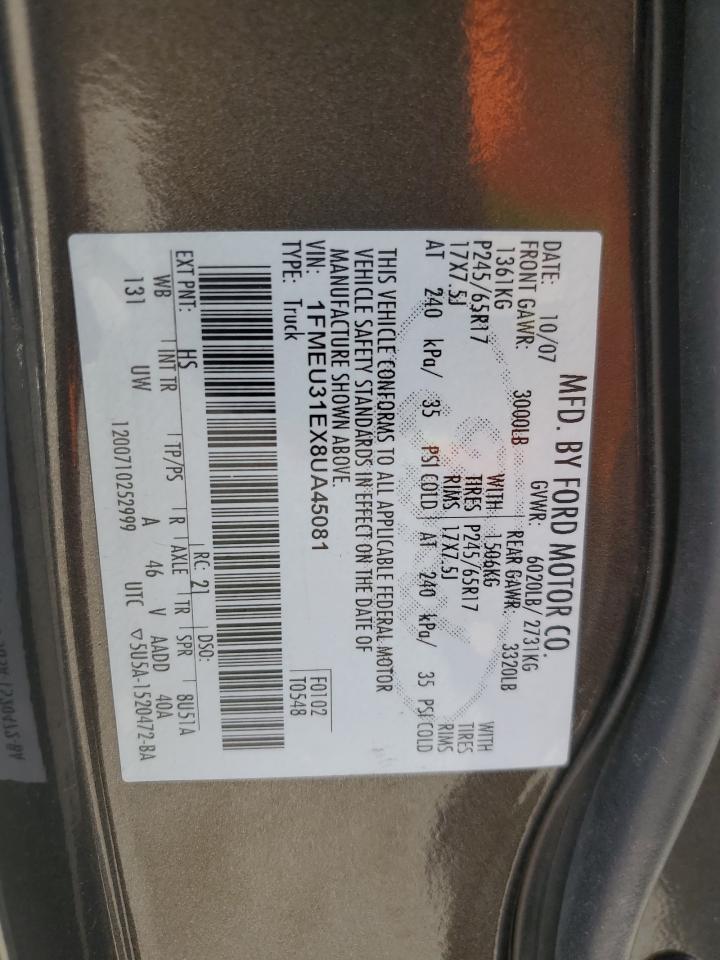 MFD. BY FORD MOTOR CO.
DATE: 10/07 GVWR: 6020LB/ 2731KG
FRONT GAWR: 3000LB REAR GAWR: 3320LB
1361KG WITH 1506KG WITH
P245/65R17 TIRES P245/65R17 TIRES
17X7.5J RIMS 17X7.5J RIMS
AT 240 kPa/ 35 PSI COLD AT 240 kPa/ 35 PSI COLD
THIS VEHICLE CONFORMS TO ALL APPLICABLE FEDERAL MOTOR
VEHICLE SAFETY STANDARDS IN EFFECT ON THE DATE OF
MANUFACTURE SHOWN ABOVE.
VIN: 1FMEU31EX8UA45081 F0102
TYPE: Truck T0548
EXT PNT: HS RC: 21 DSO:
WB INT TR TP/PS R AXLE TR SPR 8U51A
131 UW A 46 V AADD 40A
1200710252999 UTC ▽5U5A-1520472-BA